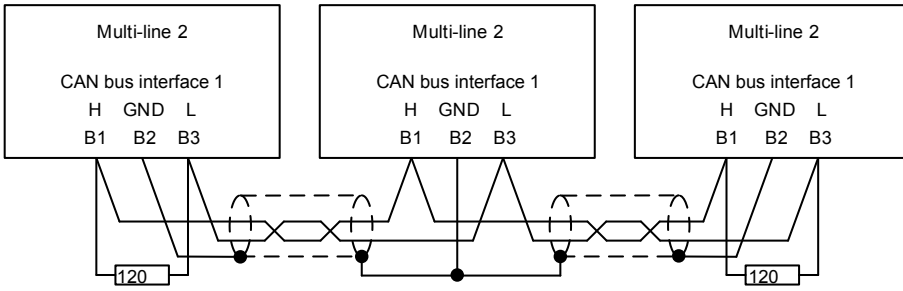 Multi-line 2 Multi-line 2 Multi-line 2
CAN bus interface 1 CAN bus interface 1 CAN bus interface 1
H GND L H GND L H GND L
B1 B2 B3 B1 B2 B3 B1 B2 B3
120 120